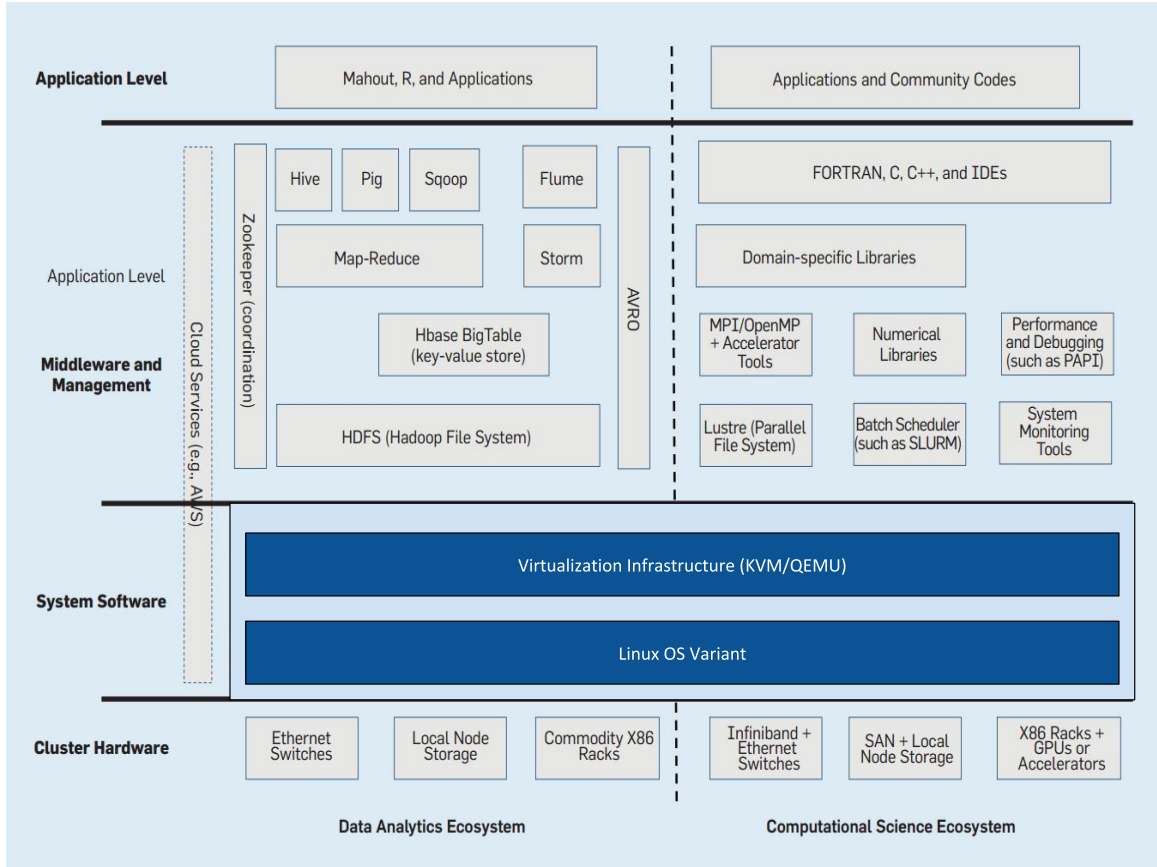 Application Level
Mahout, R, and Applications
Applications and Community Codes
Cloud Services (e.g., AWS)
Zookeeper (coordination)
Hive
Pig
Sqoop
Flume
AVRO
FORTRAN, C, C++, and IDEs
Application Level
Map-Reduce
Storm
Domain-specific Libraries
Middleware and
Management
Hbase BigTable
(key-value store)
MPI/OpenMP
+ Accelerator
Tools
Numerical
Libraries
Performance
and Debugging
(such as PAPI)
HDFS (Hadoop File System)
Lustre (Parallel
File System)
Batch Scheduler
(such as SLURM)
System
Monitoring
Tools
System Software
Virtualization Infrastructure (KVM/QEMU)
Linux OS Variant
Cluster Hardware
Ethernet
Switches
Local Node
Storage
Commodity X86
Racks
Infiniband +
Ethernet
Switches
SAN + Local
Node Storage
X86 Racks +
GPUs or
Accelerators
Data Analytics Ecosystem
Computational Science Ecosystem